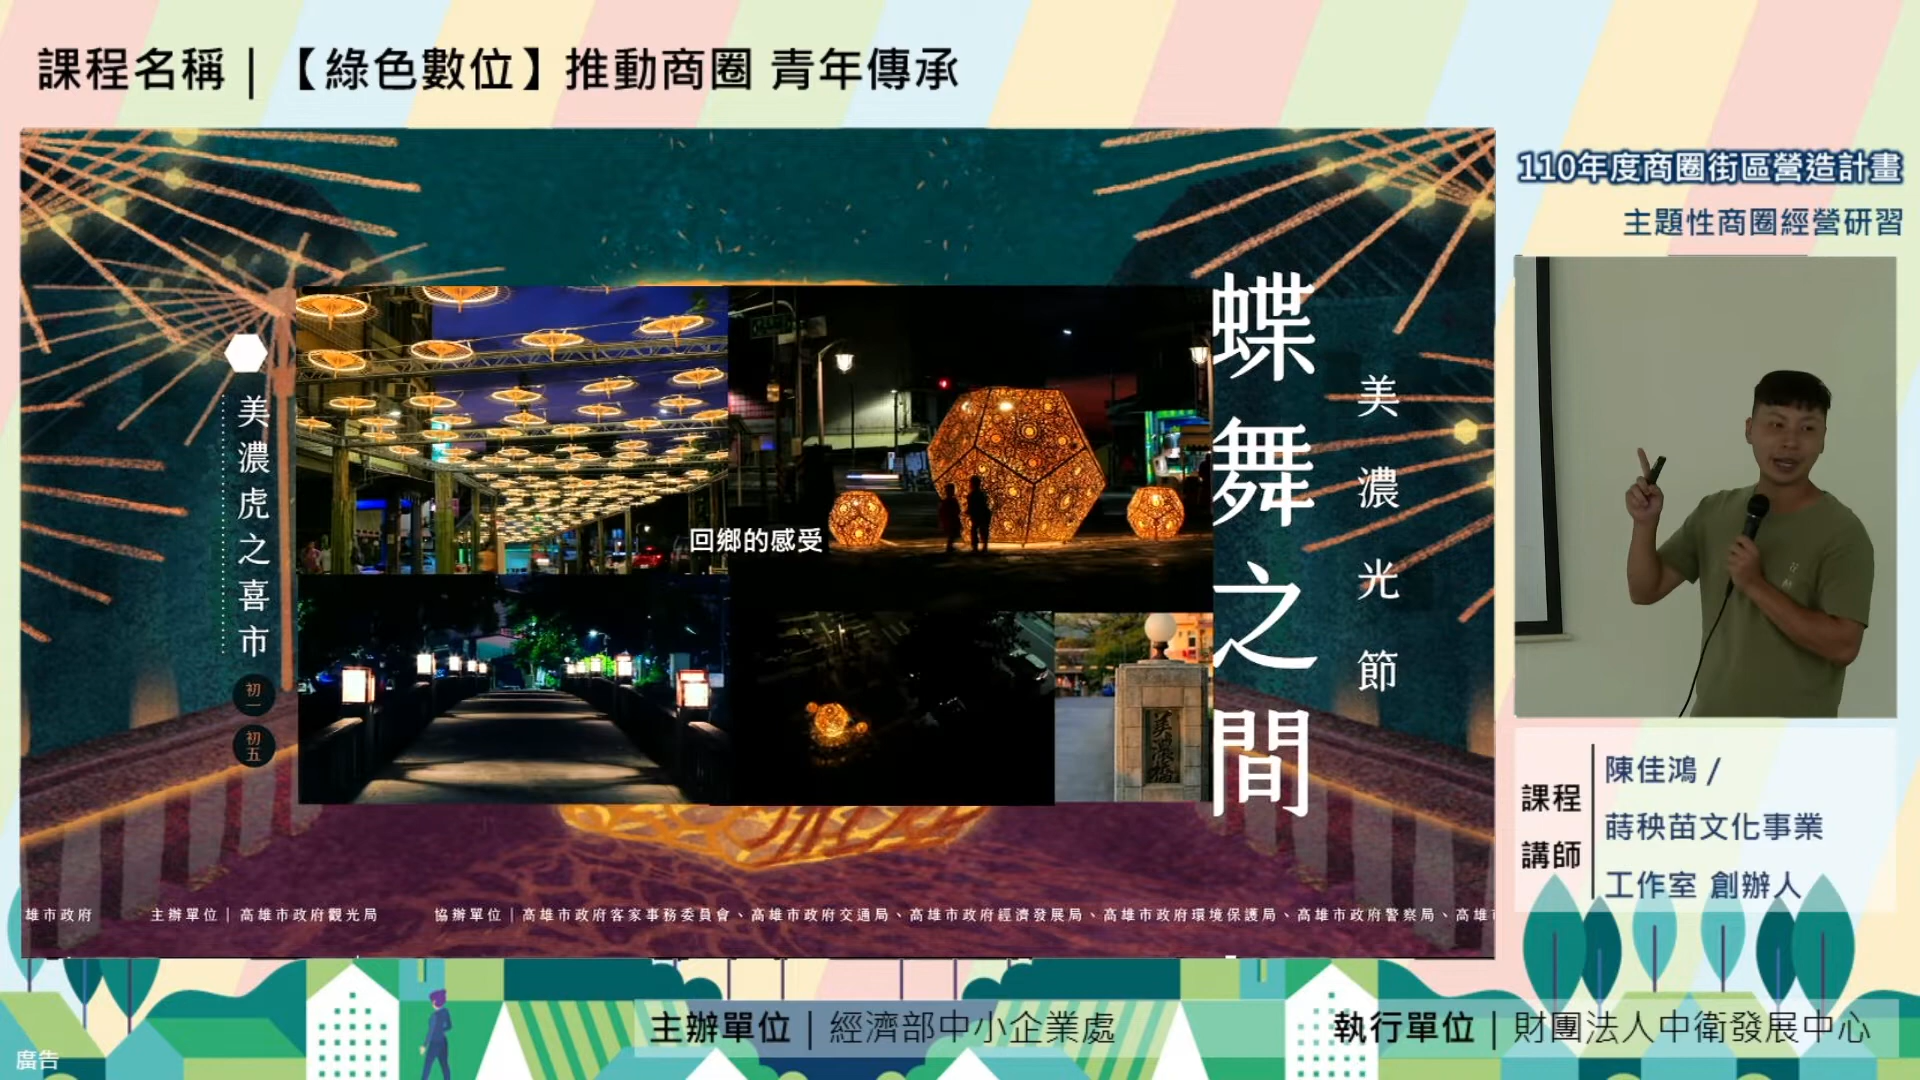 課程名稱｜【綠色數位】推動商圈 青年傳承
110年度商圈街區營造計畫
主題性商圈經營研習
蝶舞之間
美濃光節
美濃虎之喜市
初一
初五
回鄉的感受
美濃橋
雄市政府 主辦單位｜高雄市政府觀光局 協辦單位｜高雄市政府客家事務委員會、高雄市政府交通局、高雄市政府經濟發展局、高雄市政府環境保護局、高雄市政府警察局、高雄
課程講師
陳佳鴻 /
蒔秧苗文化事業
工作室 創辦人
主辦單位｜經濟部中小企業處
執行單位｜財團法人中衛發展中心
廣告